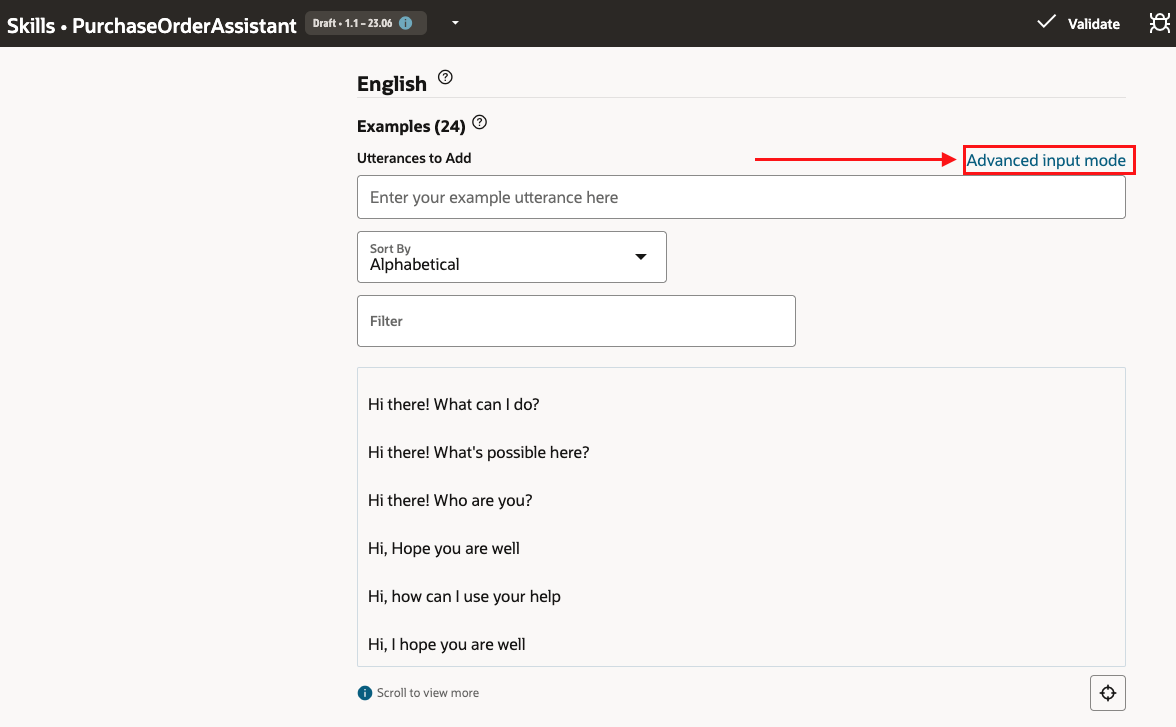 Skills • PurchaseOrderAssistant
Draft • 1.1 – 23.06
Validate
English
Examples (24)
Utterances to Add
Advanced input mode
Enter your example utterance here
Sort By
Alphabetical
Filter
Hi there! What can I do?
Hi there! What's possible here?
Hi there! Who are you?
Hi, Hope you are well
Hi, how can I use your help
Hi, I hope you are well
Scroll to view more